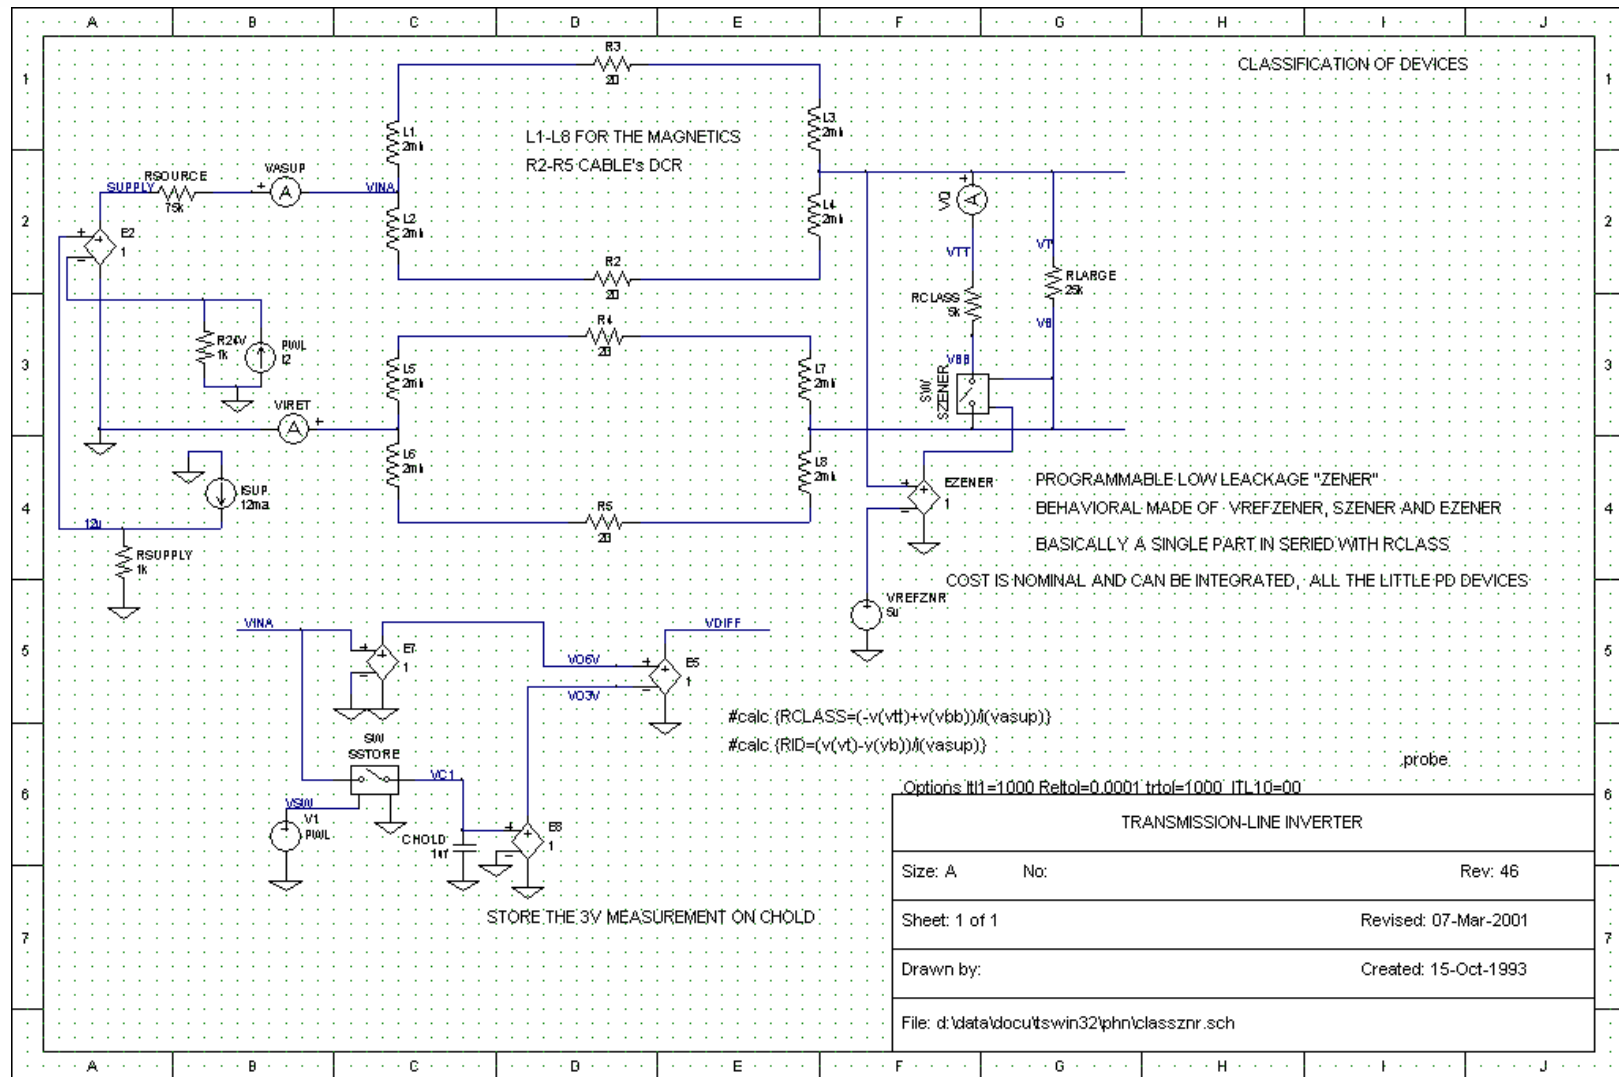 A B C D E F G H I J
1 1
2 2
3 3
4 4
5 5
6 6
7 7
CLASSIFICATION OF DEVICES
R3
20
L1
2mh
L3
2mh
L1-L8 FOR THE MAGNETICS
R2-R5 CABLE's DCR
SUPPLY
RSOURCE
75k
VASUP
+
A
VINA
L2
2mh
L4
2mh
R2
20
E2
1
+
-
VQ
A
+
VTT
VT
RCLASS
5k
RLARGE
25k
VB
VBB
SW
SZENER
R24V
1k
PWL
I2
R4
20
L5
2mh
L7
2mh
VIRET
A
+
L6
2mh
L8
2mh
R5
20
ISUP
12ma
RSUPPLY
1k
EZENER
1
+
-
VREFZNR
5u
+
PROGRAMMABLE LOW LEACKAGE "ZENER"
BEHAVIORAL MADE OF VREFZENER, SZENER AND EZENER
BASICALLY A SINGLE PART IN SERIED WITH RCLASS
COST IS NOMINAL AND CAN BE INTEGRATED, ALL THE LITTLE PD DEVICES
VINA
E7
1
+
-
VO6V
VO3V
VDIFF
E5
1
+
-
SW
SSTORE
VC1
VSW
V1
PWL
+
CHOLD
1uf
+
-
1
STORE THE 3V MEASUREMENT ON CHOLD
#calc {RCLASS=(-v(vtt)+v(vbb))/i(vasup)}
#calc {RID=(v(vt)-v(vb))/i(vasup)}
.probe
.Options Itl1=1000 Reltol=0.0001 trtol=1000 ITL10=00
TRANSMISSION-LINE INVERTER
Size: A No: Rev: 46
Sheet: 1 of 1 Revised: 07-Mar-2001
Drawn by: Created: 15-Oct-1993
File: d:\data\docu\tswin32\phn\classznr.sch
A B C D E F G H I J